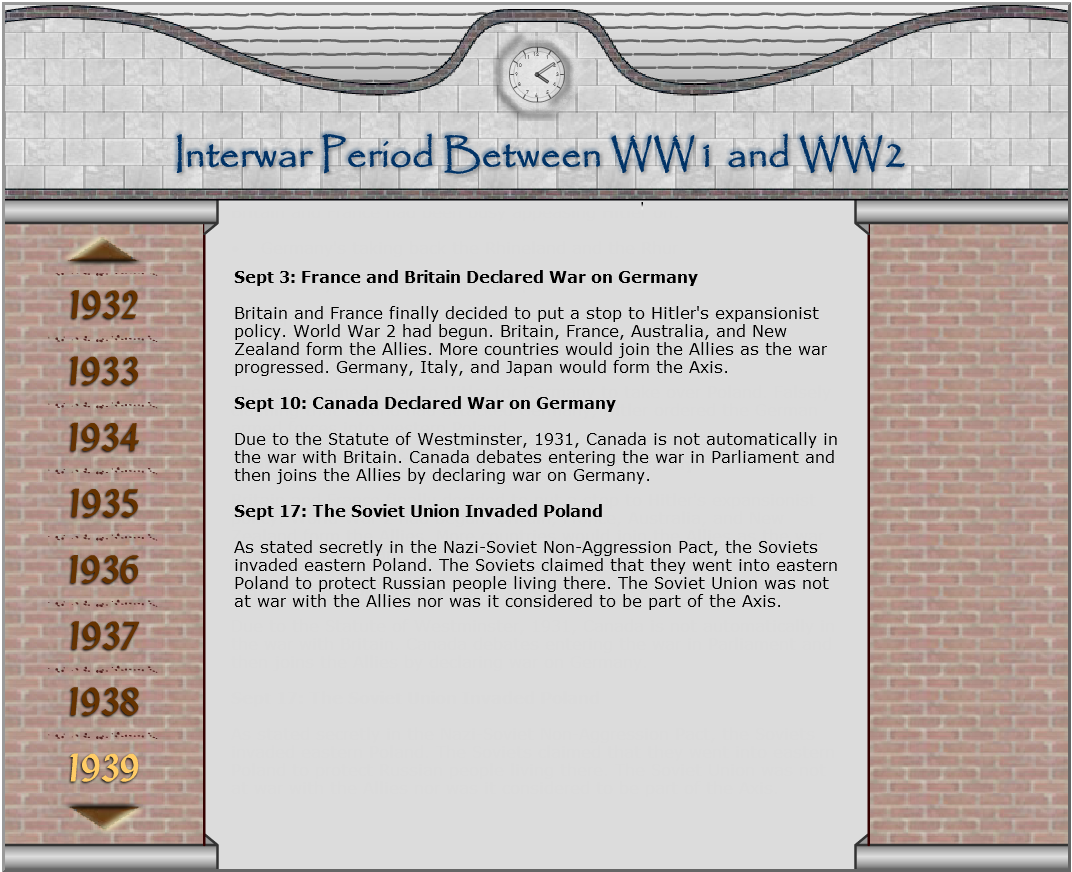 Interwar Period Between WW1 and WW2
1932
1933
1934
1935
1936
1937
1938
1939
Sept 3: France and Britain Declared War on Germany
Britain and France finally decided to put a stop to Hitler's expansionist
policy. World War 2 had begun. Britain, France, Australia, and New
Zealand form the Allies. More countries would join the Allies as the war
progressed. Germany, Italy, and Japan would form the Axis.
Sept 10: Canada Declared War on Germany
Due to the Statute of Westminster, 1931, Canada is not automatically in
the war with Britain. Canada debates entering the war in Parliament and
then joins the Allies by declaring war on Germany.
Sept 17: The Soviet Union Invaded Poland
As stated secretly in the Nazi-Soviet Non-Aggression Pact, the Soviets
invaded eastern Poland. The Soviets claimed that they went into eastern
Poland to protect Russian people living there. The Soviet Union was not
at war with the Allies nor was it considered to be part of the Axis.